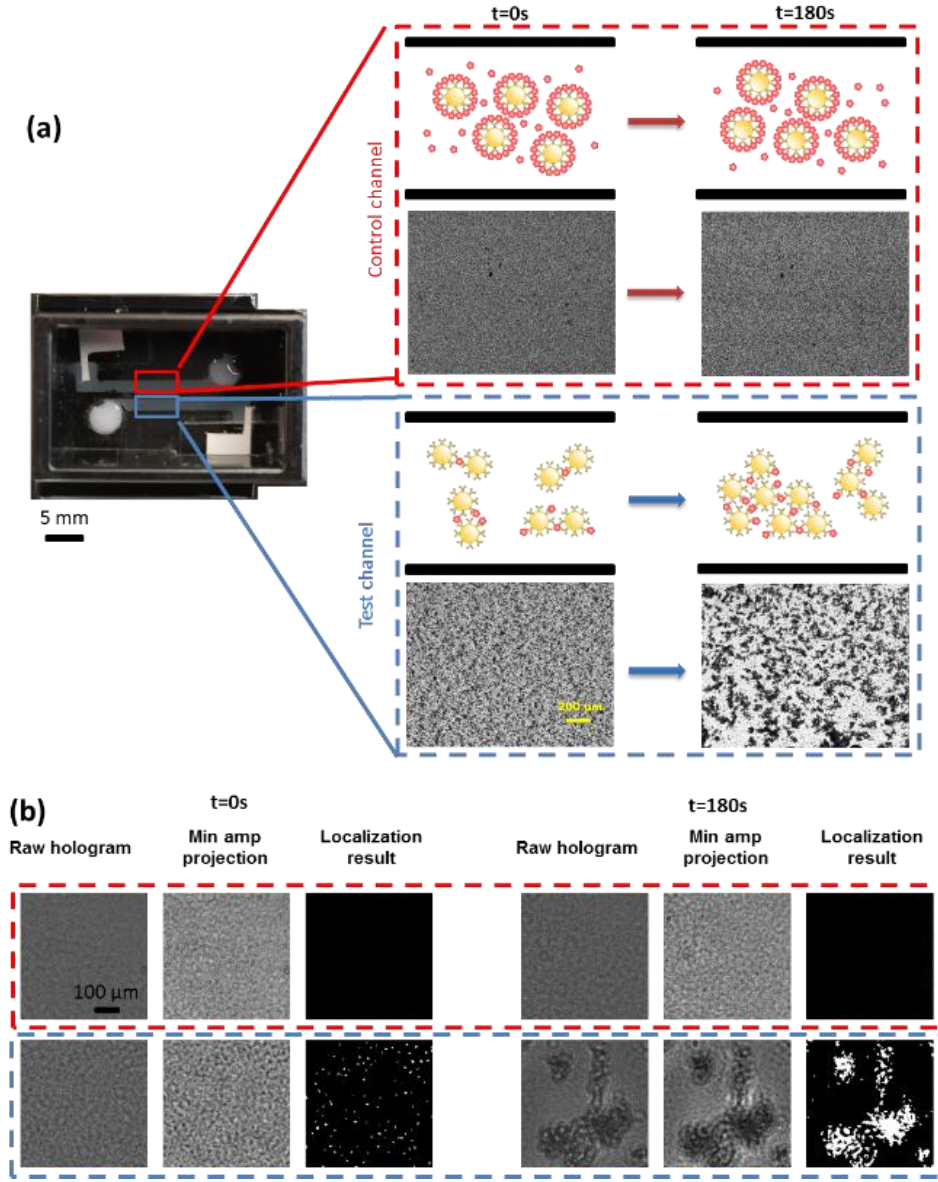 t=0s
t=180s
(a)
Control channel
5 mm
Test channel
200 µm
(b)
t=0s
t=180s
Raw hologram
Min amp
projection
Localization
result
Raw hologram
Min amp
projection
Localization
result
100 µm